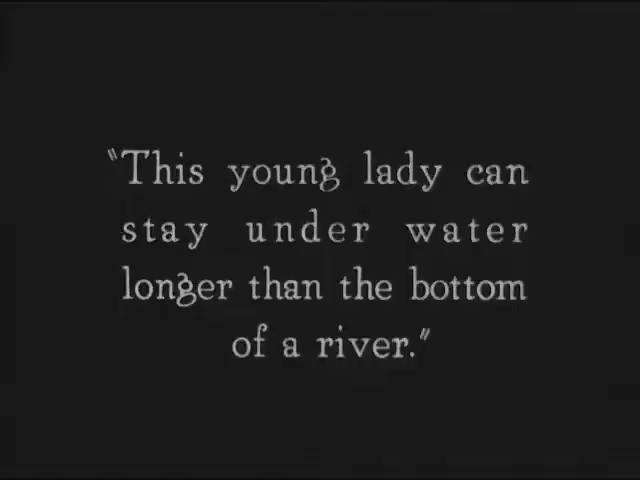 "This young lady can
stay under water
longer than the bottom
of a river."